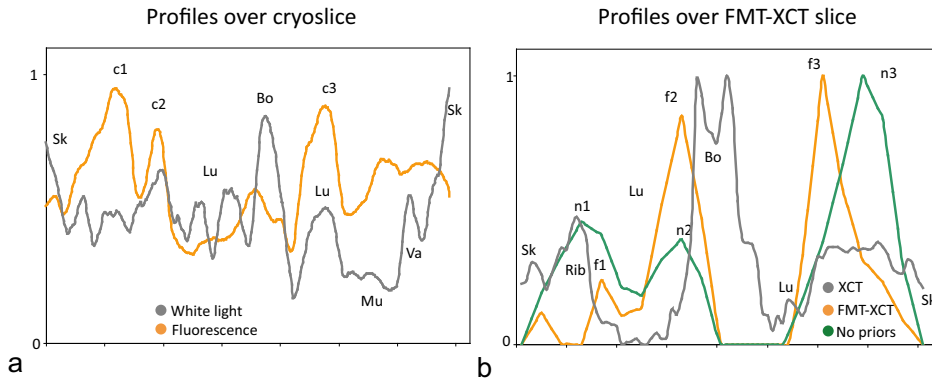 Profiles over cryoslice
1
c1
c2
c3
Bo
Sk
Sk
Lu
Lu
Va
Mu
White light
Fluorescence
0
a
Profiles over FMT-XCT slice
1
f3
n3
f2
Bo
Lu
n1
n2
Sk
Rib
f1
Lu
XCT
Sk
FMT-XCT
No priors
0
b